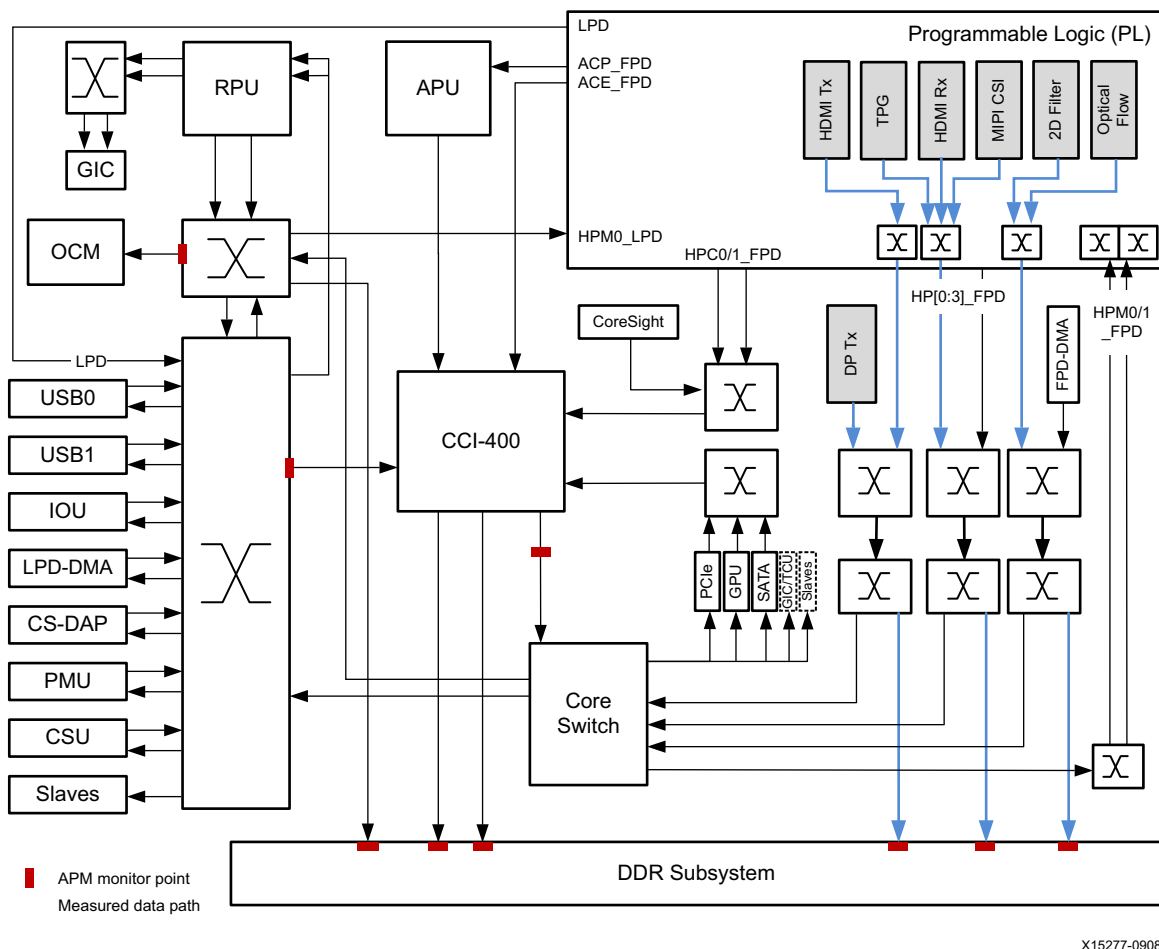 LPD
Programmable Logic (PL)
ACP_FPD
ACE_FPD
RPU
APU
HDMI Tx
TPG
HDMI Rx
MIPI CSI
2D Filter
Optical
Flow
GIC
OCM
HPM0_LPD
HPC0/1_FPD
HP[0:3]_FPD
HPM0/1
_FPD
CoreSight
DP Tx
FPD-DMA
LPD
USB0
CCI-400
USB1
IOU
LPD-DMA
PCIe
GPU
SATA
GIC/TCU
Slaves
CS-DAP
PMU
Core
Switch
CSU
Slaves
DDR Subsystem
APM monitor point
Measured data path
X15277-0908